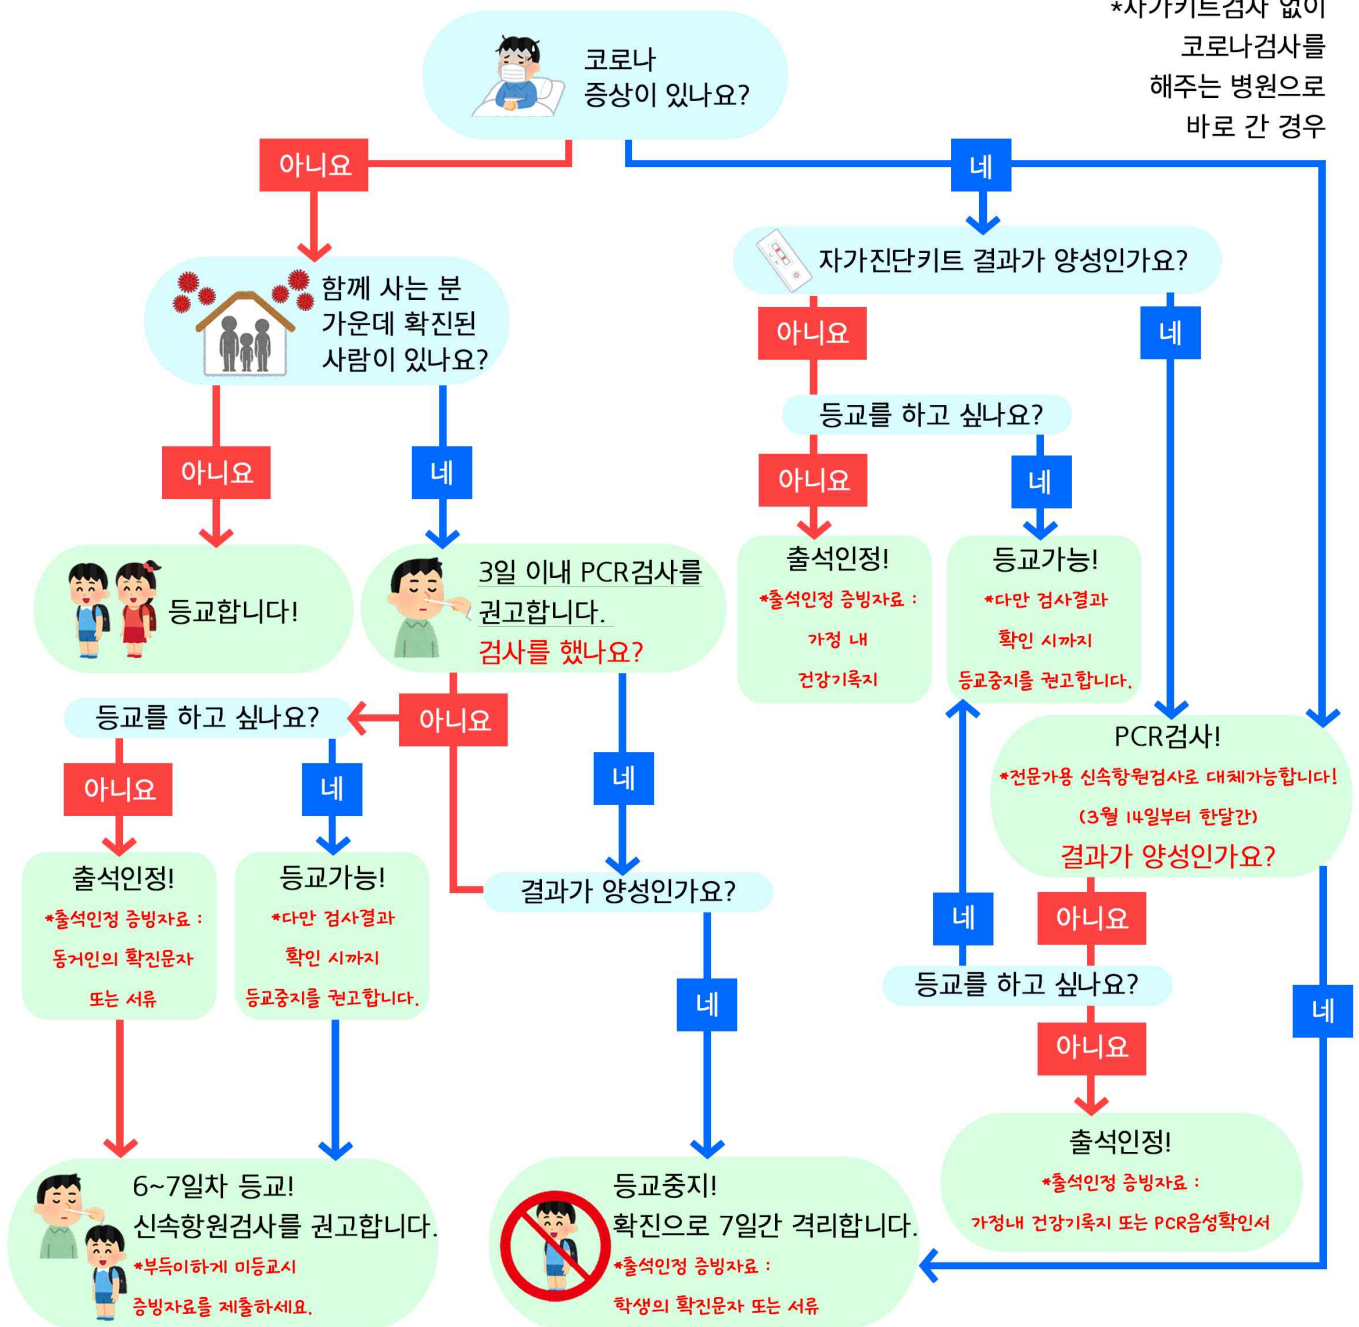 *자가키트검사 없이
코로나검사를
해주는 병원으로
바로 간 경우
코로나
증상이 있나요?
아니요
네
함께 사는 분
가운데 확진된
사람이 있나요?
자가진단키트 결과가 양성인가요?
아니요
네
등교를 하고 싶나요?
아니요
네
아니요
네
등교합니다!
3일 이내 PCR검사를
권고합니다.
검사를 했나요?
출석인정!
*출석인정 증빙자료 :
가정 내
건강기록지
등교가능!
*다만 검사결과
확인 시까지
등교중지를 권고합니다.
등교를 하고 싶나요?
아니요
네
아니요
네
PCR검사!
*전문가용 신속항원검사로 대체가능합니다!
(3월 14일부터 한달간)
결과가 양성인가요?
출석인정!
*출석인정 증빙자료 :
동거인의 확진문자
또는 서류
등교가능!
*다만 검사결과
확인 시까지
등교중지를 권고합니다.
결과가 양성인가요?
네
네
아니요
등교를 하고 싶나요?
아니요
네
출석인정!
*출석인정 증빙자료 :
가정내 건강기록지 또는 PCR음성확인서
6~7일차 등교!
신속항원검사를 권고합니다.
*부득이하게 미등교시
증빙자료를 제출하세요.
등교중지!
확진으로 7일간 격리합니다.
*출석인정 증빙자료 :
학생의 확진문자 또는 서류